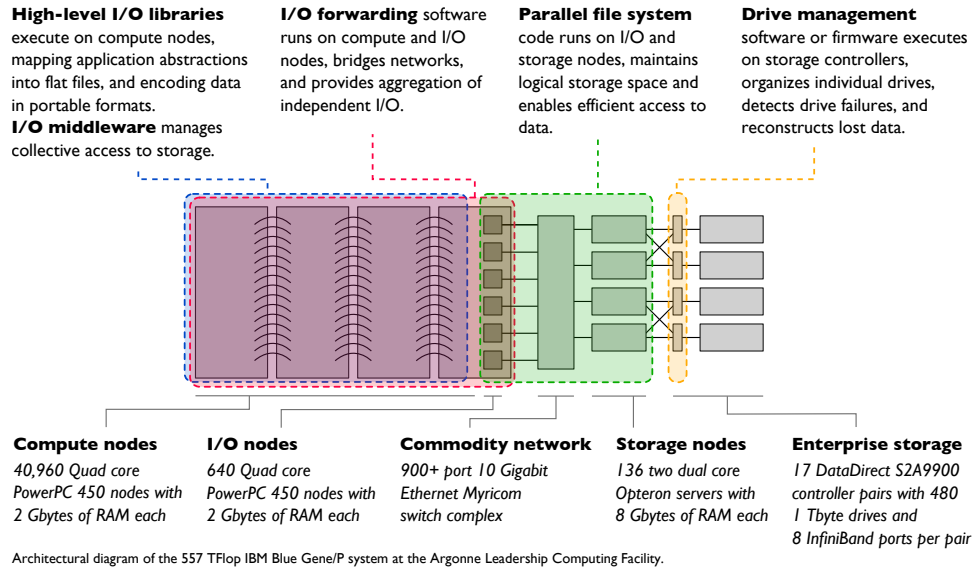 High-level I/O libraries
execute on compute nodes,
mapping application abstractions
into flat files, and encoding data
in portable formats.
I/O middleware manages
collective access to storage.
I/O forwarding software
runs on compute and I/O
nodes, bridges networks,
and provides aggregation of
independent I/O.
Parallel file system
code runs on I/O and
storage nodes, maintains
logical storage space and
enables efficient access to
data.
Drive management
software or firmware executes
on storage controllers,
organizes individual drives,
detects drive failures, and
reconstructs lost data.
Compute nodes
40,960 Quad core
PowerPC 450 nodes with
2 Gbytes of RAM each
I/O nodes
640 Quad core
PowerPC 450 nodes with
2 Gbytes of RAM each
Commodity network
900+ port 10 Gigabit
Ethernet Myricom
switch complex
Storage nodes
136 two dual core
Opteron servers with
8 Gbytes of RAM each
Enterprise storage
17 DataDirect S2A9900
controller pairs with 480
1 Tbyte drives and
8 InfiniBand ports per pair
Architectural diagram of the 557 TFlop IBM Blue Gene/P system at the Argonne Leadership Computing Facility.